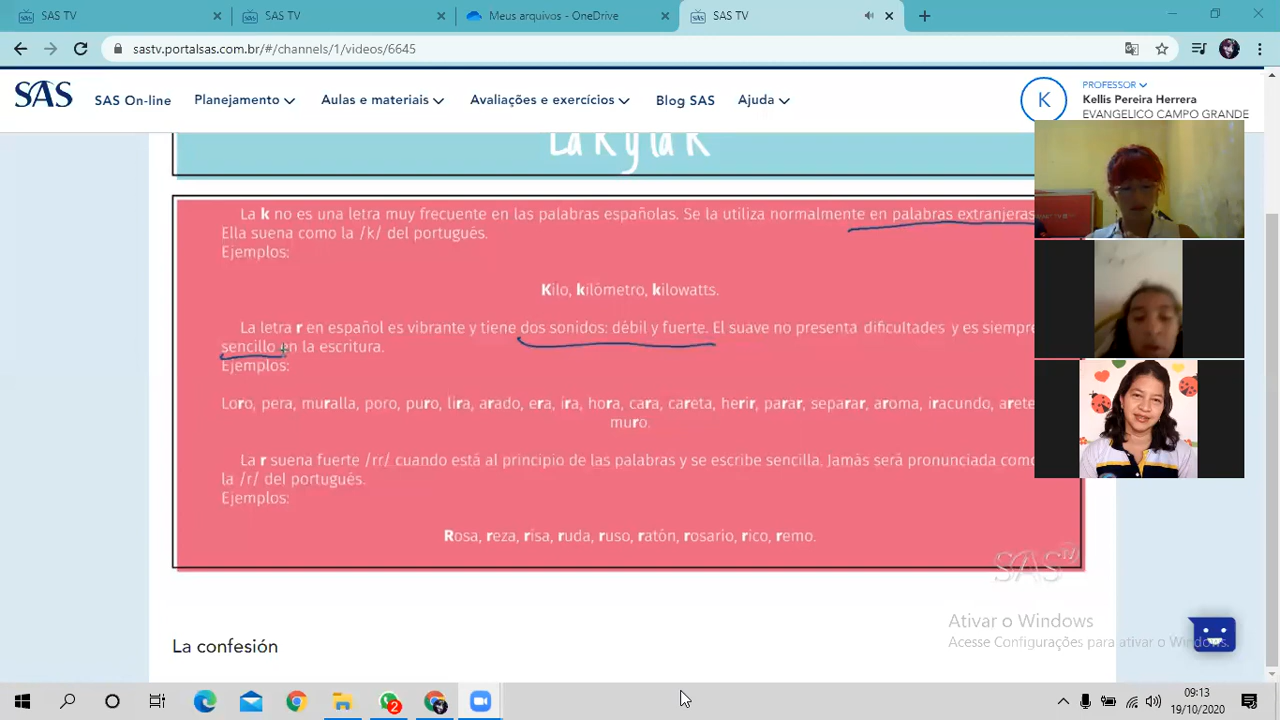 SAS TV
SAS TV
Meus arquivos - OneDrive
SAS TV
sastv.portalsas.com.br/#/channels/1/videos/6645
SAS
SAS On-line
Planejamento
Aulas e materiais
Avaliações e exercícios
Blog SAS
Ajuda
K
PROFESSOR
Kellis Pereira Herrera
EVANGELICO CAMPO GRANDE
La K y la R
La k no es una letra muy frecuente en las palabras españolas. Se la utiliza normalmente en palabras extranjeras
Ella suena como la /k/ del portugués.
Ejemplos:
Kilo, kilómetro, kilowatts.
La letra r en español es vibrante y tiene dos sonidos: débil y fuerte. El suave no presenta dificultades y es siempre
sencillo en la escritura.
Ejemplos:
Loro, pera, muralla, poro, puro, lira, arado, era, ira, hora, cara, careta, herir, parar, separar, aroma, iracundo, arete
muro.
La r suena fuerte /rr/ cuando está al principio de las palabras y se escribe sencilla. Jamás será pronunciada como
la /r/ del portugués.
Ejemplos:
Rosa, reza, risa, ruda, ruso, ratón, rosario, rico, remo.
SAS TV
La confesión
Ativar o Windows
Acesse Configurações para ativar o Windows.
2
09:13
19/10/2020